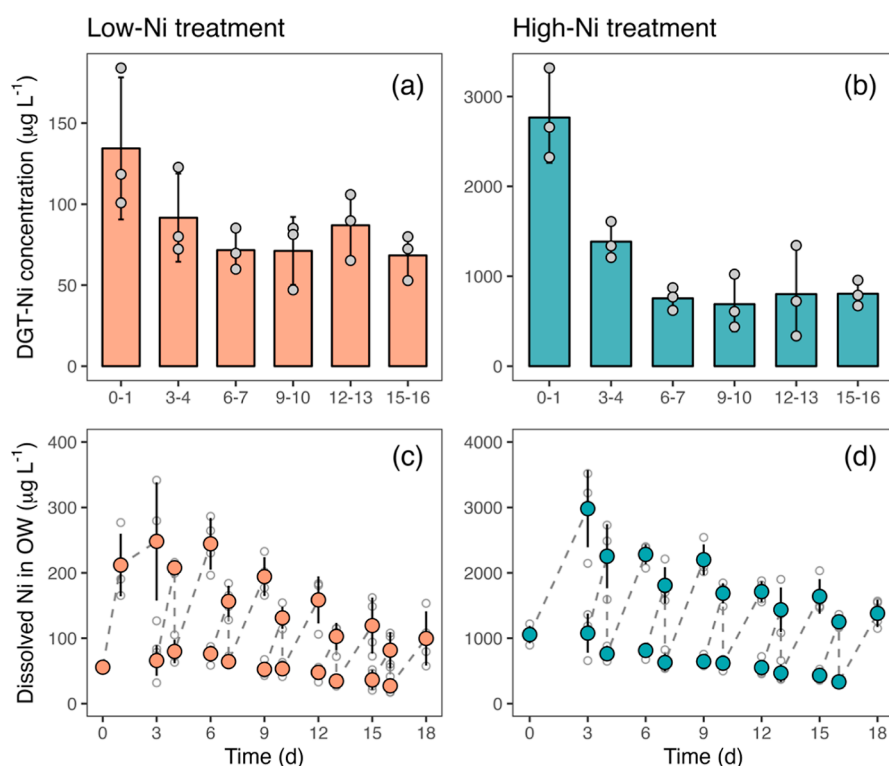 Low-Ni treatment
High-Ni treatment
DGT-Ni concentration (µg L⁻¹)
(a)
150
100
50
0
0-1 3-4 6-7 9-10 12-13 15-16
(b)
3000
2000
1000
0
0-1 3-4 6-7 9-10 12-13 15-16
Dissolved Ni in OW (µg L⁻¹)
(c)
400
300
200
100
0
0 3 6 9 12 15 18
Time (d)
(d)
4000
3000
2000
1000
0
0 3 6 9 12 15 18
Time (d)